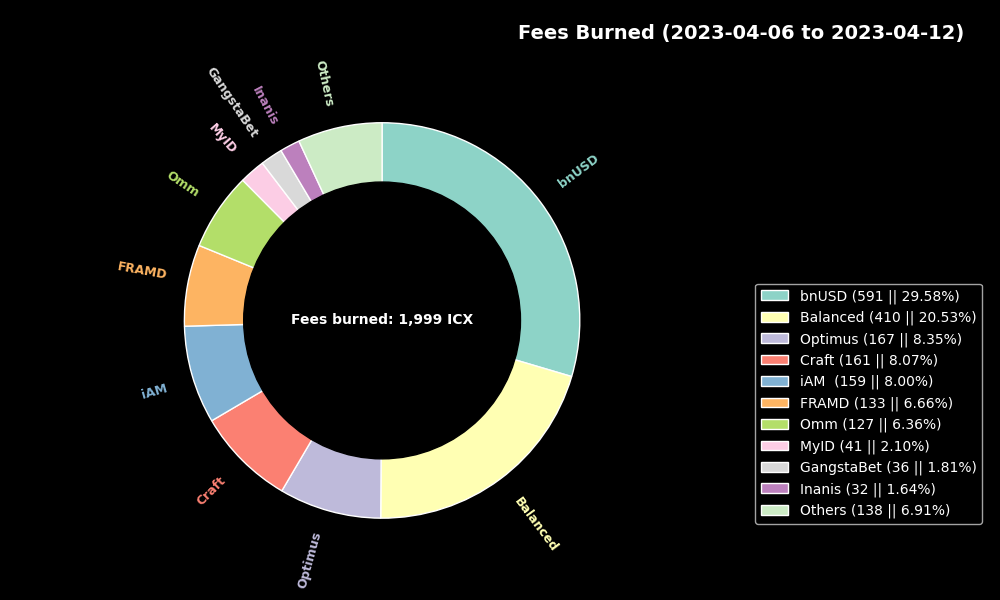 Fees Burned (2023-04-06 to 2023-04-12)
Others
Inanis
GangstaBet
MyID
Omm
FRAMD
iAM
Craft
Optimus
Balanced
bnUSD
Fees burned: 1,999 ICX
bnUSD (591 || 29.58%)
Balanced (410 || 20.53%)
Optimus (167 || 8.35%)
Craft (161 || 8.07%)
iAM  (159 || 8.00%)
FRAMD (133 || 6.66%)
Omm (127 || 6.36%)
MyID (41 || 2.10%)
GangstaBet (36 || 1.81%)
Inanis (32 || 1.64%)
Others (138 || 6.91%)